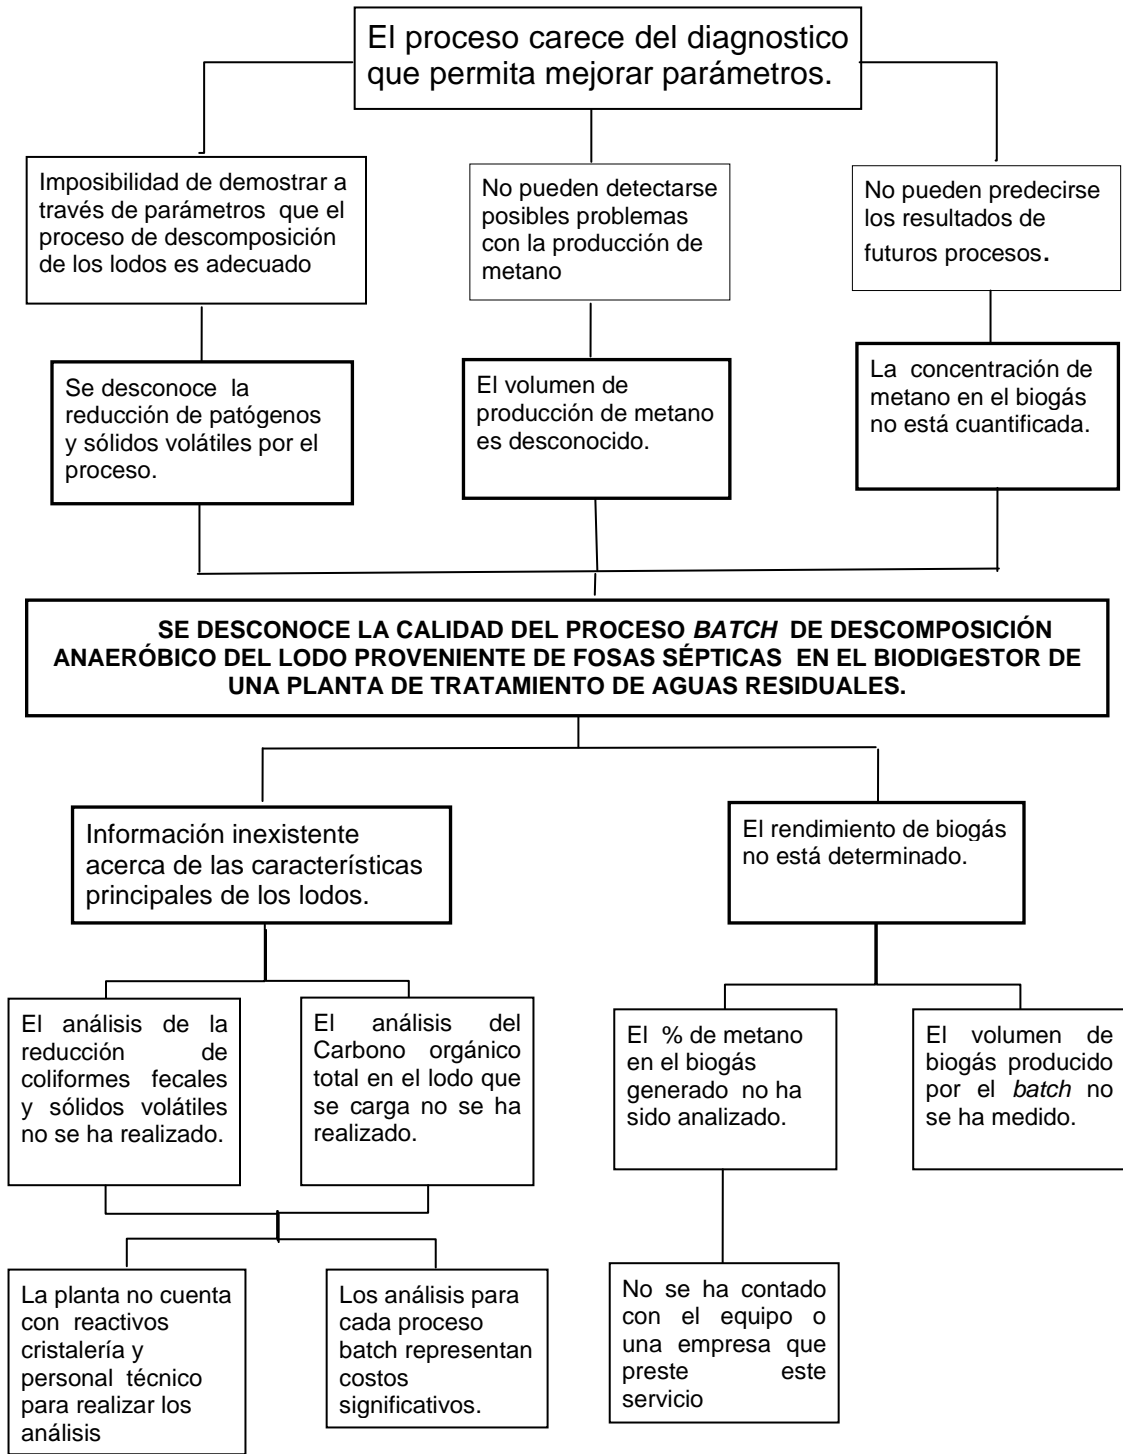 El proceso carece del diagnostico
que permita mejorar parámetros.
Imposibilidad de demostrar a
través de parámetros que el
proceso de descomposición
de los lodos es adecuado
No pueden detectarse
posibles problemas
con la producción de
metano
No pueden predecirse
los resultados de
futuros procesos.
Se desconoce la
reducción de patógenos
y sólidos volátiles por el
proceso.
El volumen de
producción de metano
es desconocido.
La concentración de
metano en el biogás
no está cuantificada.
SE DESCONOCE LA CALIDAD DEL PROCESO BATCH DE DESCOMPOSICIÓN
ANAERÓBICO DEL LODO PROVENIENTE DE FOSAS SÉPTICAS EN EL BIODIGESTOR DE
UNA PLANTA DE TRATAMIENTO DE AGUAS RESIDUALES.
Información inexistente
acerca de las características
principales de los lodos.
El rendimiento de biogás
no está determinado.
El análisis de la
reducción de
coliformes fecales
y sólidos volátiles
no se ha realizado.
El análisis del
Carbono orgánico
total en el lodo que
se carga no se ha
realizado.
El % de metano
en el biogás
generado no ha
sido analizado.
El volumen de
biogás producido
por el batch no
se ha medido.
La planta no cuenta
con reactivos
cristalería y
personal técnico
para realizar los
análisis
Los análisis para
cada proceso
batch representan
costos
significativos.
No se ha contado
con el equipo o
una empresa que
preste este
servicio